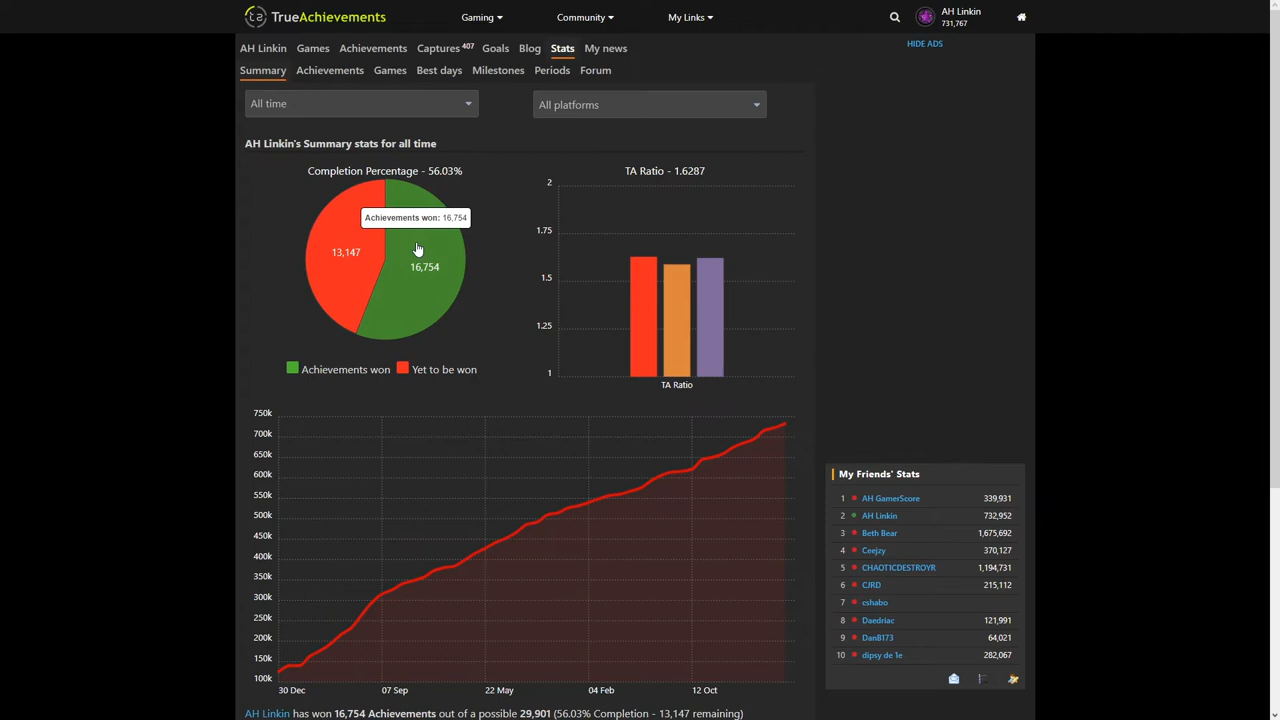 TrueAchievements
Gaming
Community
My Links
AH Linkin
731,767
AH Linkin Games Achievements Captures 407 Goals Blog Stats My news
HIDE ADS
Summary Achievements Games Best days Milestones Periods Forum
All time
All platforms
AH Linkin's Summary stats for all time
Completion Percentage - 56.03%
Achievements won: 16,754
13,147
16,754
Achievements won Yet to be won
TA Ratio - 1.6287
2
1.75
1.5
1.25
1
TA Ratio
750k
700k
650k
600k
550k
500k
450k
400k
350k
300k
250k
200k
150k
100k
30 Dec 07 Sep 22 May 04 Feb 12 Oct
My Friends' Stats
1 AH GamerScore 339,931
2 AH Linkin 732,952
3 Beth Bear 1,675,692
4 Ceejzy 370,127
5 CHAOT1CDESTROYR 1,194,731
6 CJRD 215,112
7 cshabo
8 Daedriac 121,991
9 DanB173 64,021
10 dipsy de 1e 282,067
AH Linkin has won 16,754 Achievements out of a possible 29,901 (56.03% Completion - 13,147 remaining)